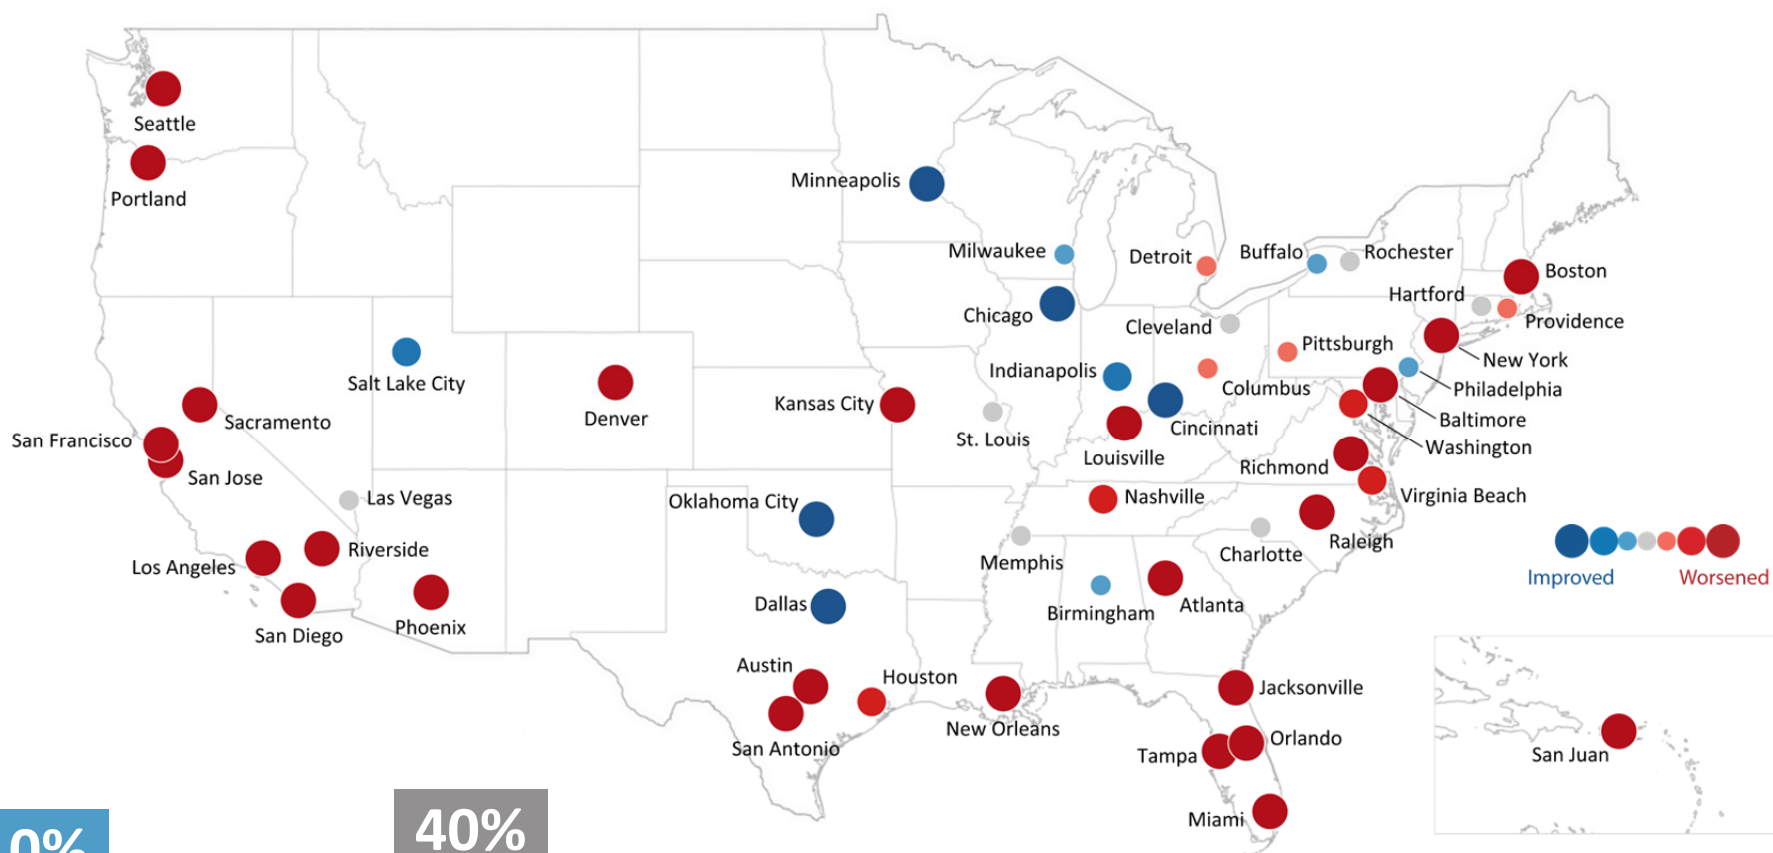 Seattle
Portland
Minneapolis
Milwaukee
Detroit
Buffalo
Rochester
Boston
Hartford
Providence
Chicago
Cleveland
Pittsburgh
New York
Indianapolis
Columbus
Philadelphia
Salt Lake City
Denver
Kansas City
St. Louis
Cincinnati
Baltimore
Washington
Louisville
Sacramento
San Francisco
San Jose
Richmond
Virginia Beach
Las Vegas
Oklahoma City
Nashville
Raleigh
Charlotte
Memphis
Riverside
Los Angeles
San Diego
Phoenix
Dallas
Birmingham
Atlanta
Improved
Worsened
Austin
Houston
San Antonio
New Orleans
Jacksonville
Orlando
Tampa
Miami
San Juan
0%
40%